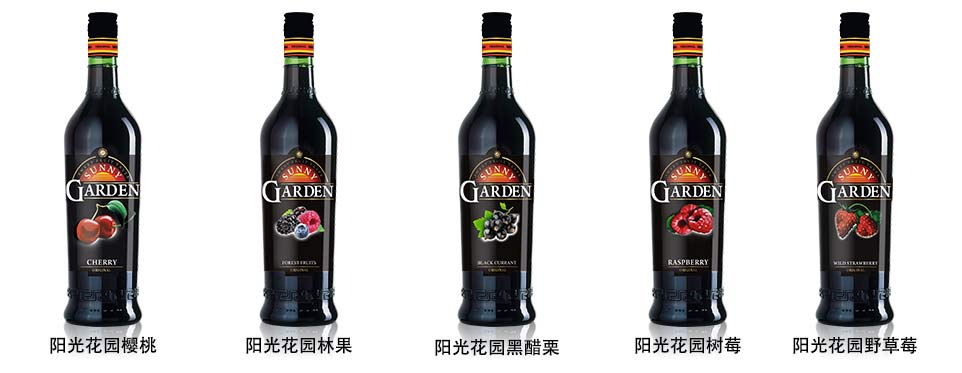 SUNNY
GARDEN
CHERRY
ORIGINAL
阳光花园樱桃
SUNNY
GARDEN
FOREST FRUITS
ORIGINAL
阳光花园林果
SUNNY
GARDEN
BLACK CURRANT
ORIGINAL
阳光花园黑醋栗
SUNNY
GARDEN
RASPBERRY
ORIGINAL
阳光花园树莓
SUNNY
GARDEN
WILD STRAWBERRY
ORIGINAL
阳光花园野草莓